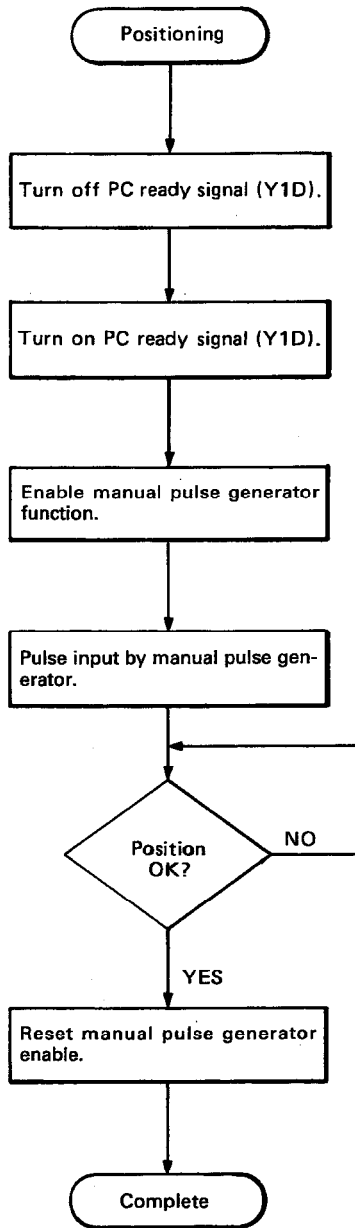 Positioning
Turn off PC ready signal (Y1D).
Turn on PC ready signal (Y1D).
Enable manual pulse generator
function.
Pulse input by manual pulse gen-
erator.
Position
OK?
NO
YES
Reset manual pulse generator
enable.
Complete